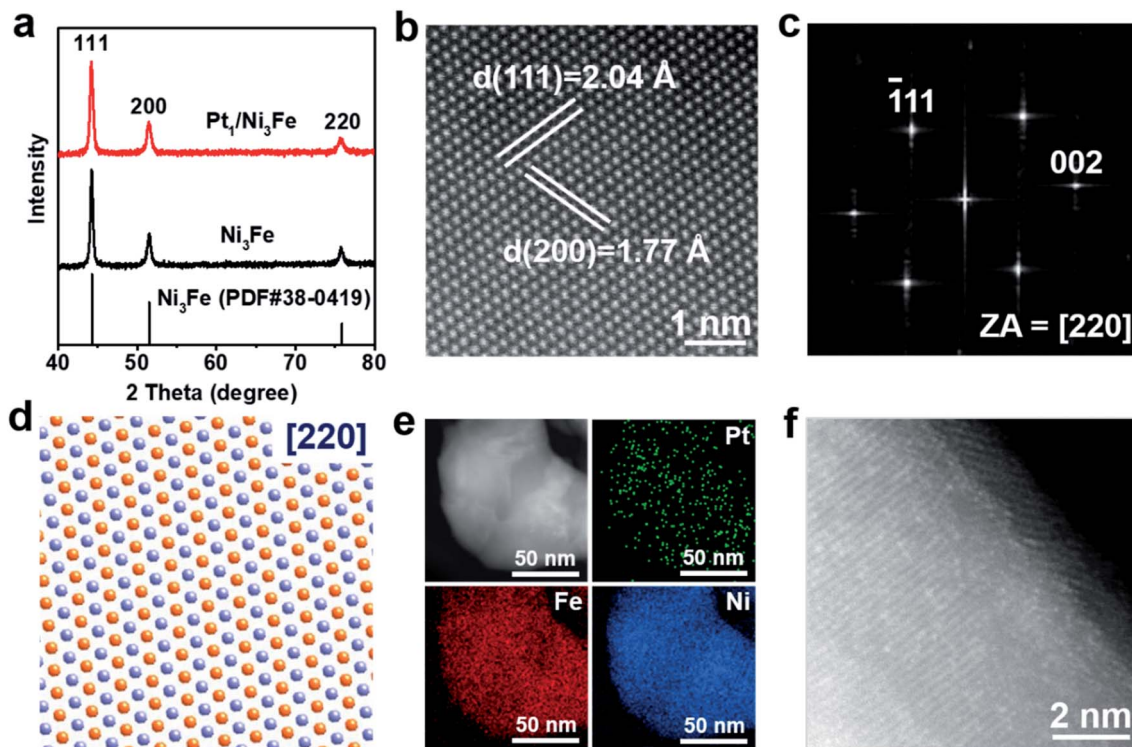 a
111
200
220
Pt₁/Ni₃Fe
Ni₃Fe
Ni₃Fe (PDF#38-0419)
Intensity
40 50 60 70 80
2 Theta (degree)
b
d(111)=2.04 Å
d(200)=1.77 Å
1 nm
c
1̄11
002
ZA = [220]
d
[220]
e
Pt
50 nm
50 nm
Fe
Ni
50 nm
50 nm
f
2 nm